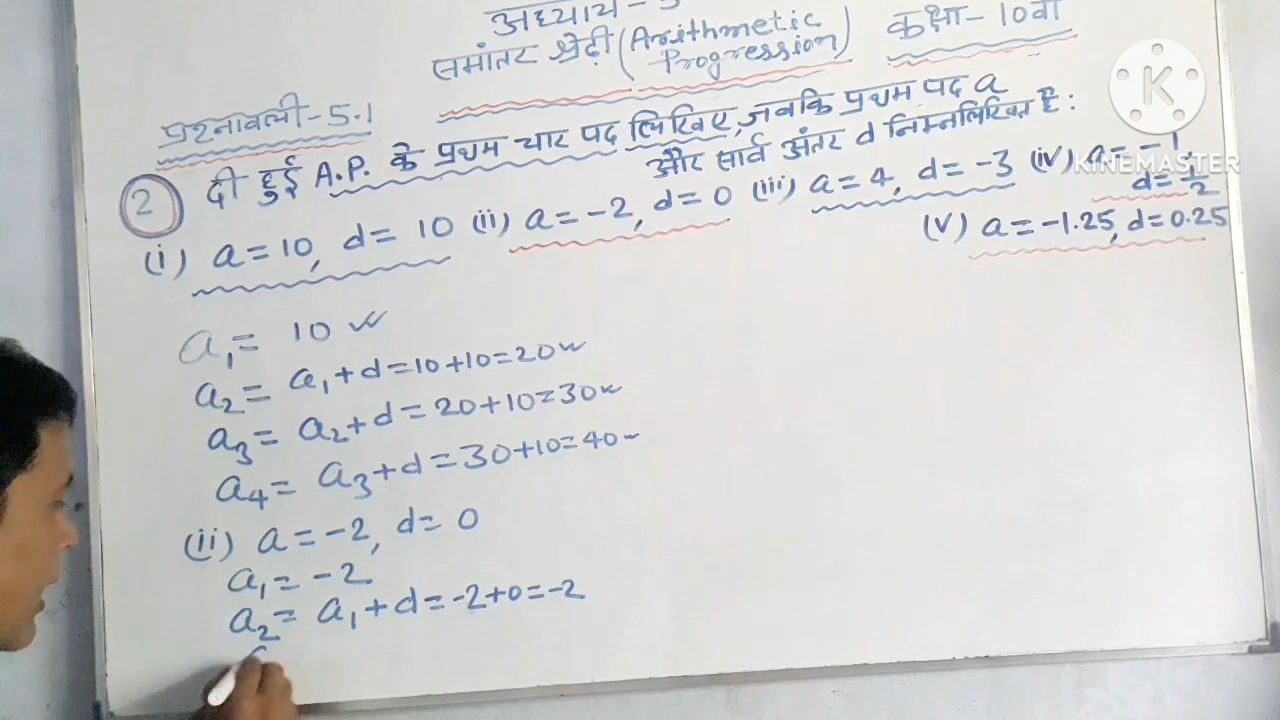 अध्याय-
समांतर श्रेढ़ी (Arithmetic Progression) कक्षा-10वीं
प्रश्नावली-5.1
2 दी हुई A.P. के प्रथम चार पद लिखिए, जबकि प्रथम पद a
और सार्व अंतर d निम्नलिखित है:
(i) a=10, d=10 (ii) a=-2, d=0 (iii) a=4, d=-3 (iv) a=-1, d=1/2
(v) a=-1.25, d=0.25
a₁= 10
a₂= a₁+d=10+10=20
a₃= a₂+d=20+10=30
a₄= a₃+d=30+10=40
(ii) a=-2, d=0
a₁=-2
a₂= a₁+d=-2+0=-2
K
KINEMASTER